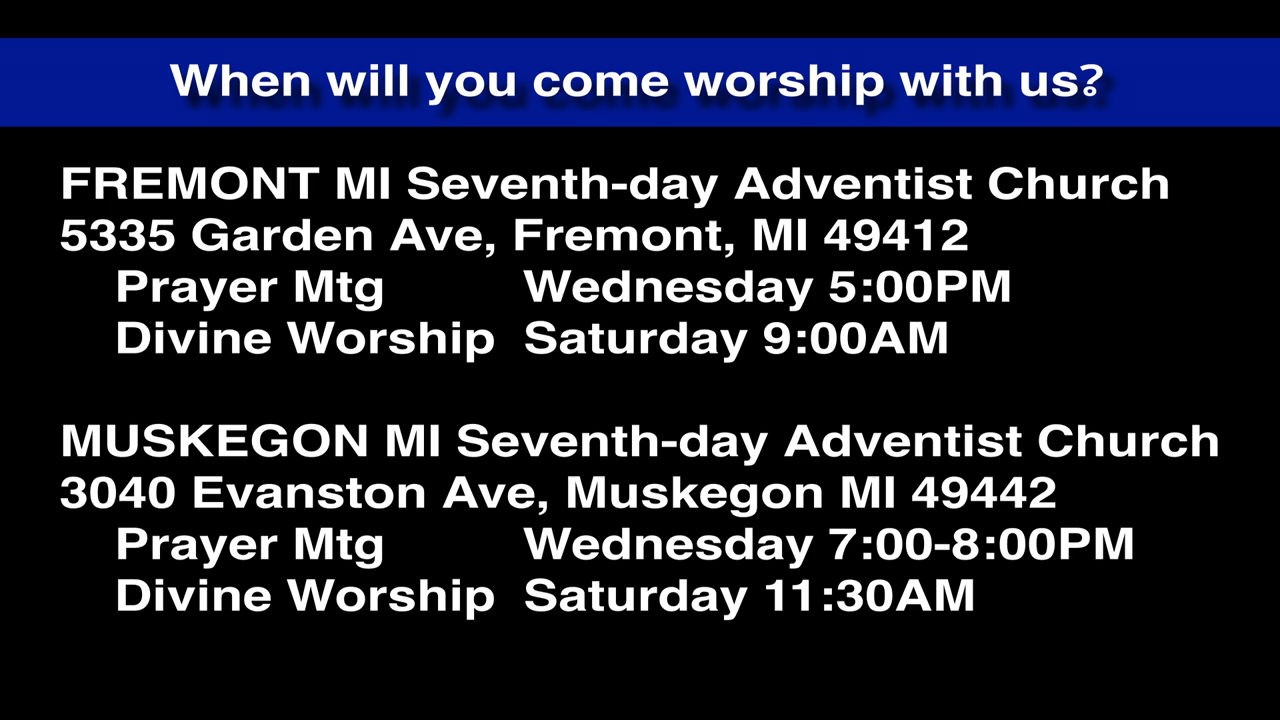 When will you come worship with us?
FREMONT MI Seventh-day Adventist Church
5335 Garden Ave, Fremont, MI 49412
Prayer Mtg Wednesday 5:00PM
Divine Worship Saturday 9:00AM
MUSKEGON MI Seventh-day Adventist Church
3040 Evanston Ave, Muskegon MI 49442
Prayer Mtg Wednesday 7:00-8:00PM
Divine Worship Saturday 11:30AM